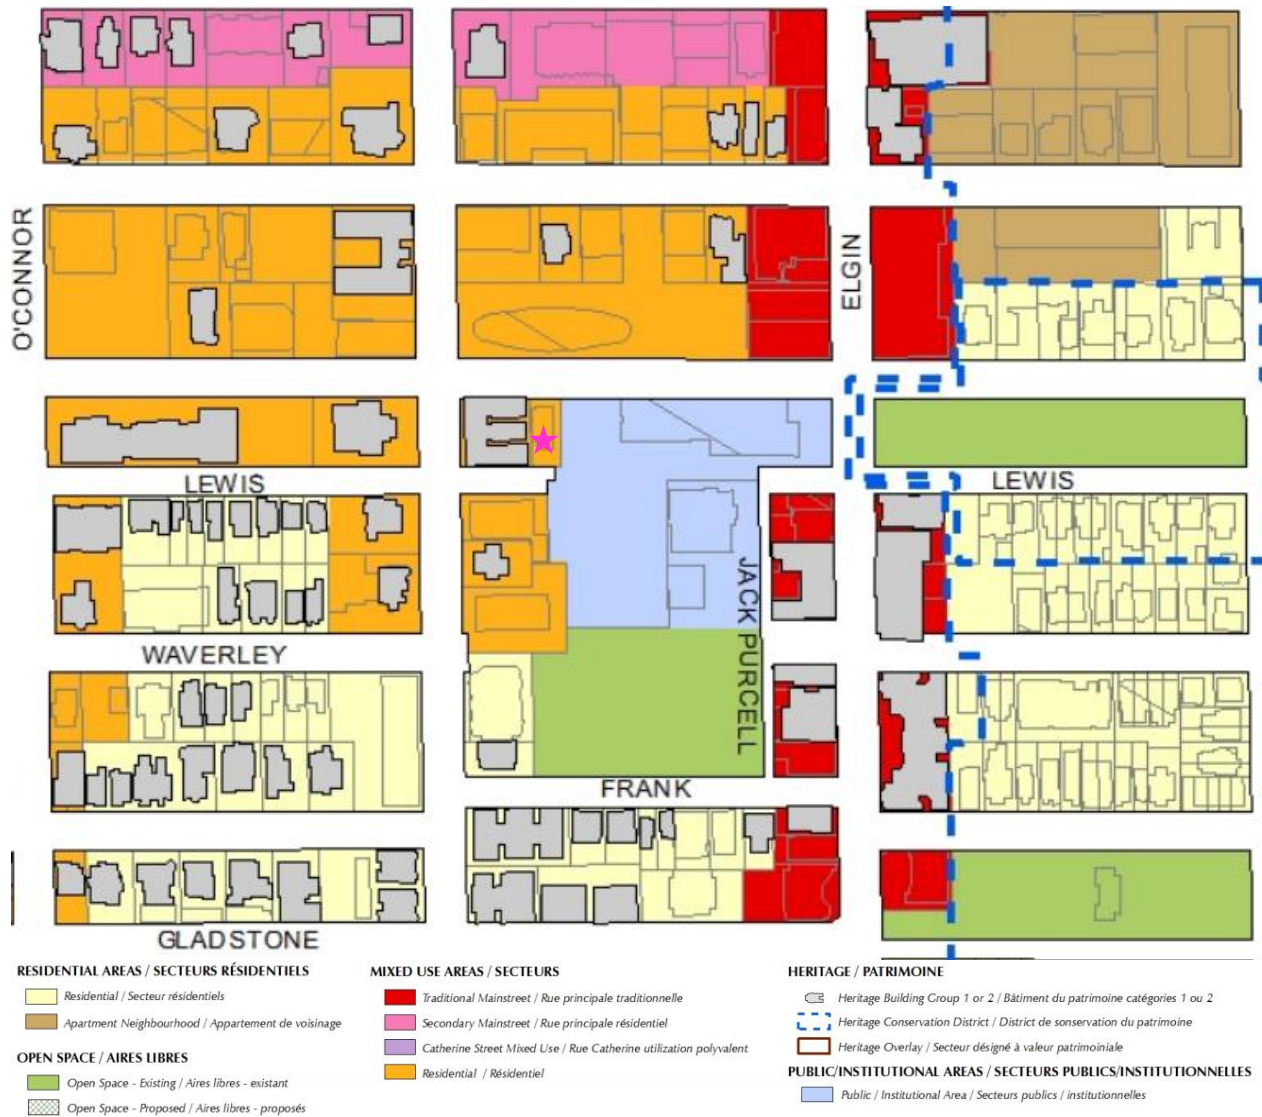 O'CONNOR
ELGIN
LEWIS
LEWIS
JACK PURCELL
WAVERLEY
FRANK
GLADSTONE
RESIDENTIAL AREAS / SECTEURS RÉSIDENTIELS
Residential / Secteur résidentiels
Apartment Neighbourhood / Appartement de voisinage
OPEN SPACE / AIRES LIBRES
Open Space - Existing / Aires libres - existant
Open Space - Proposed / Aires libres - proposés
MIXED USE AREAS / SECTEURS
Traditional Mainstreet / Rue principale traditionnelle
Secondary Mainstreet / Rue principale résidentiel
Catherine Street Mixed Use / Rue Catherine utilization polyvalent
Residential / Résidentiel
HERITAGE / PATRIMOINE
Heritage Building Group 1 or 2 / Bâtiment du patrimoine catégories 1 ou 2
Heritage Conservation District / District de sonservation du patrimoine
Heritage Overlay / Secteur désigné à valeur patrimoiniale
PUBLIC/INSTITUTIONAL AREAS / SECTEURS PUBLICS/INSTITUTIONNELLES
Public / Institutional Area / Secteurs publics / institutionnelles